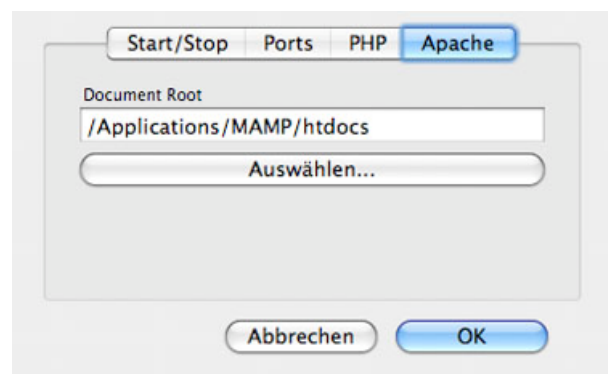 Start/Stop Ports PHP Apache
Document Root
/Applications/MAMP/htdocs
Auswählen...
Abbrechen OK